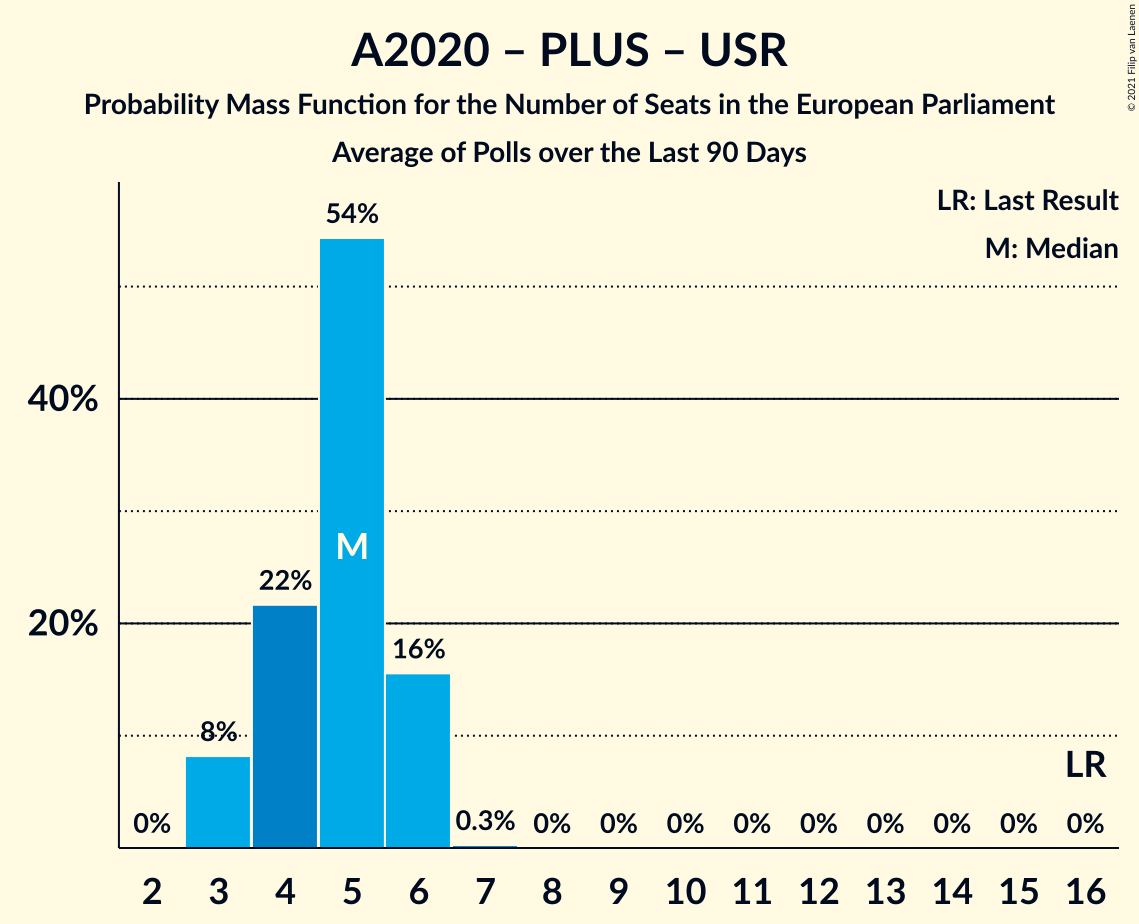 A2020 – PLUS – USR
Probability Mass Function for the Number of Seats in the European Parliament
Average of Polls over the Last 90 Days
© 2021 Filip van Laenen
LR: Last Result
M: Median
54%
40%
M
22%
20%
16%
8%
LR
0%
0.3%
0%
0%
0%
0%
0%
0%
0%
0%
0%
2 3 4 5 6 7 8 9 10 11 12 13 14 15 16